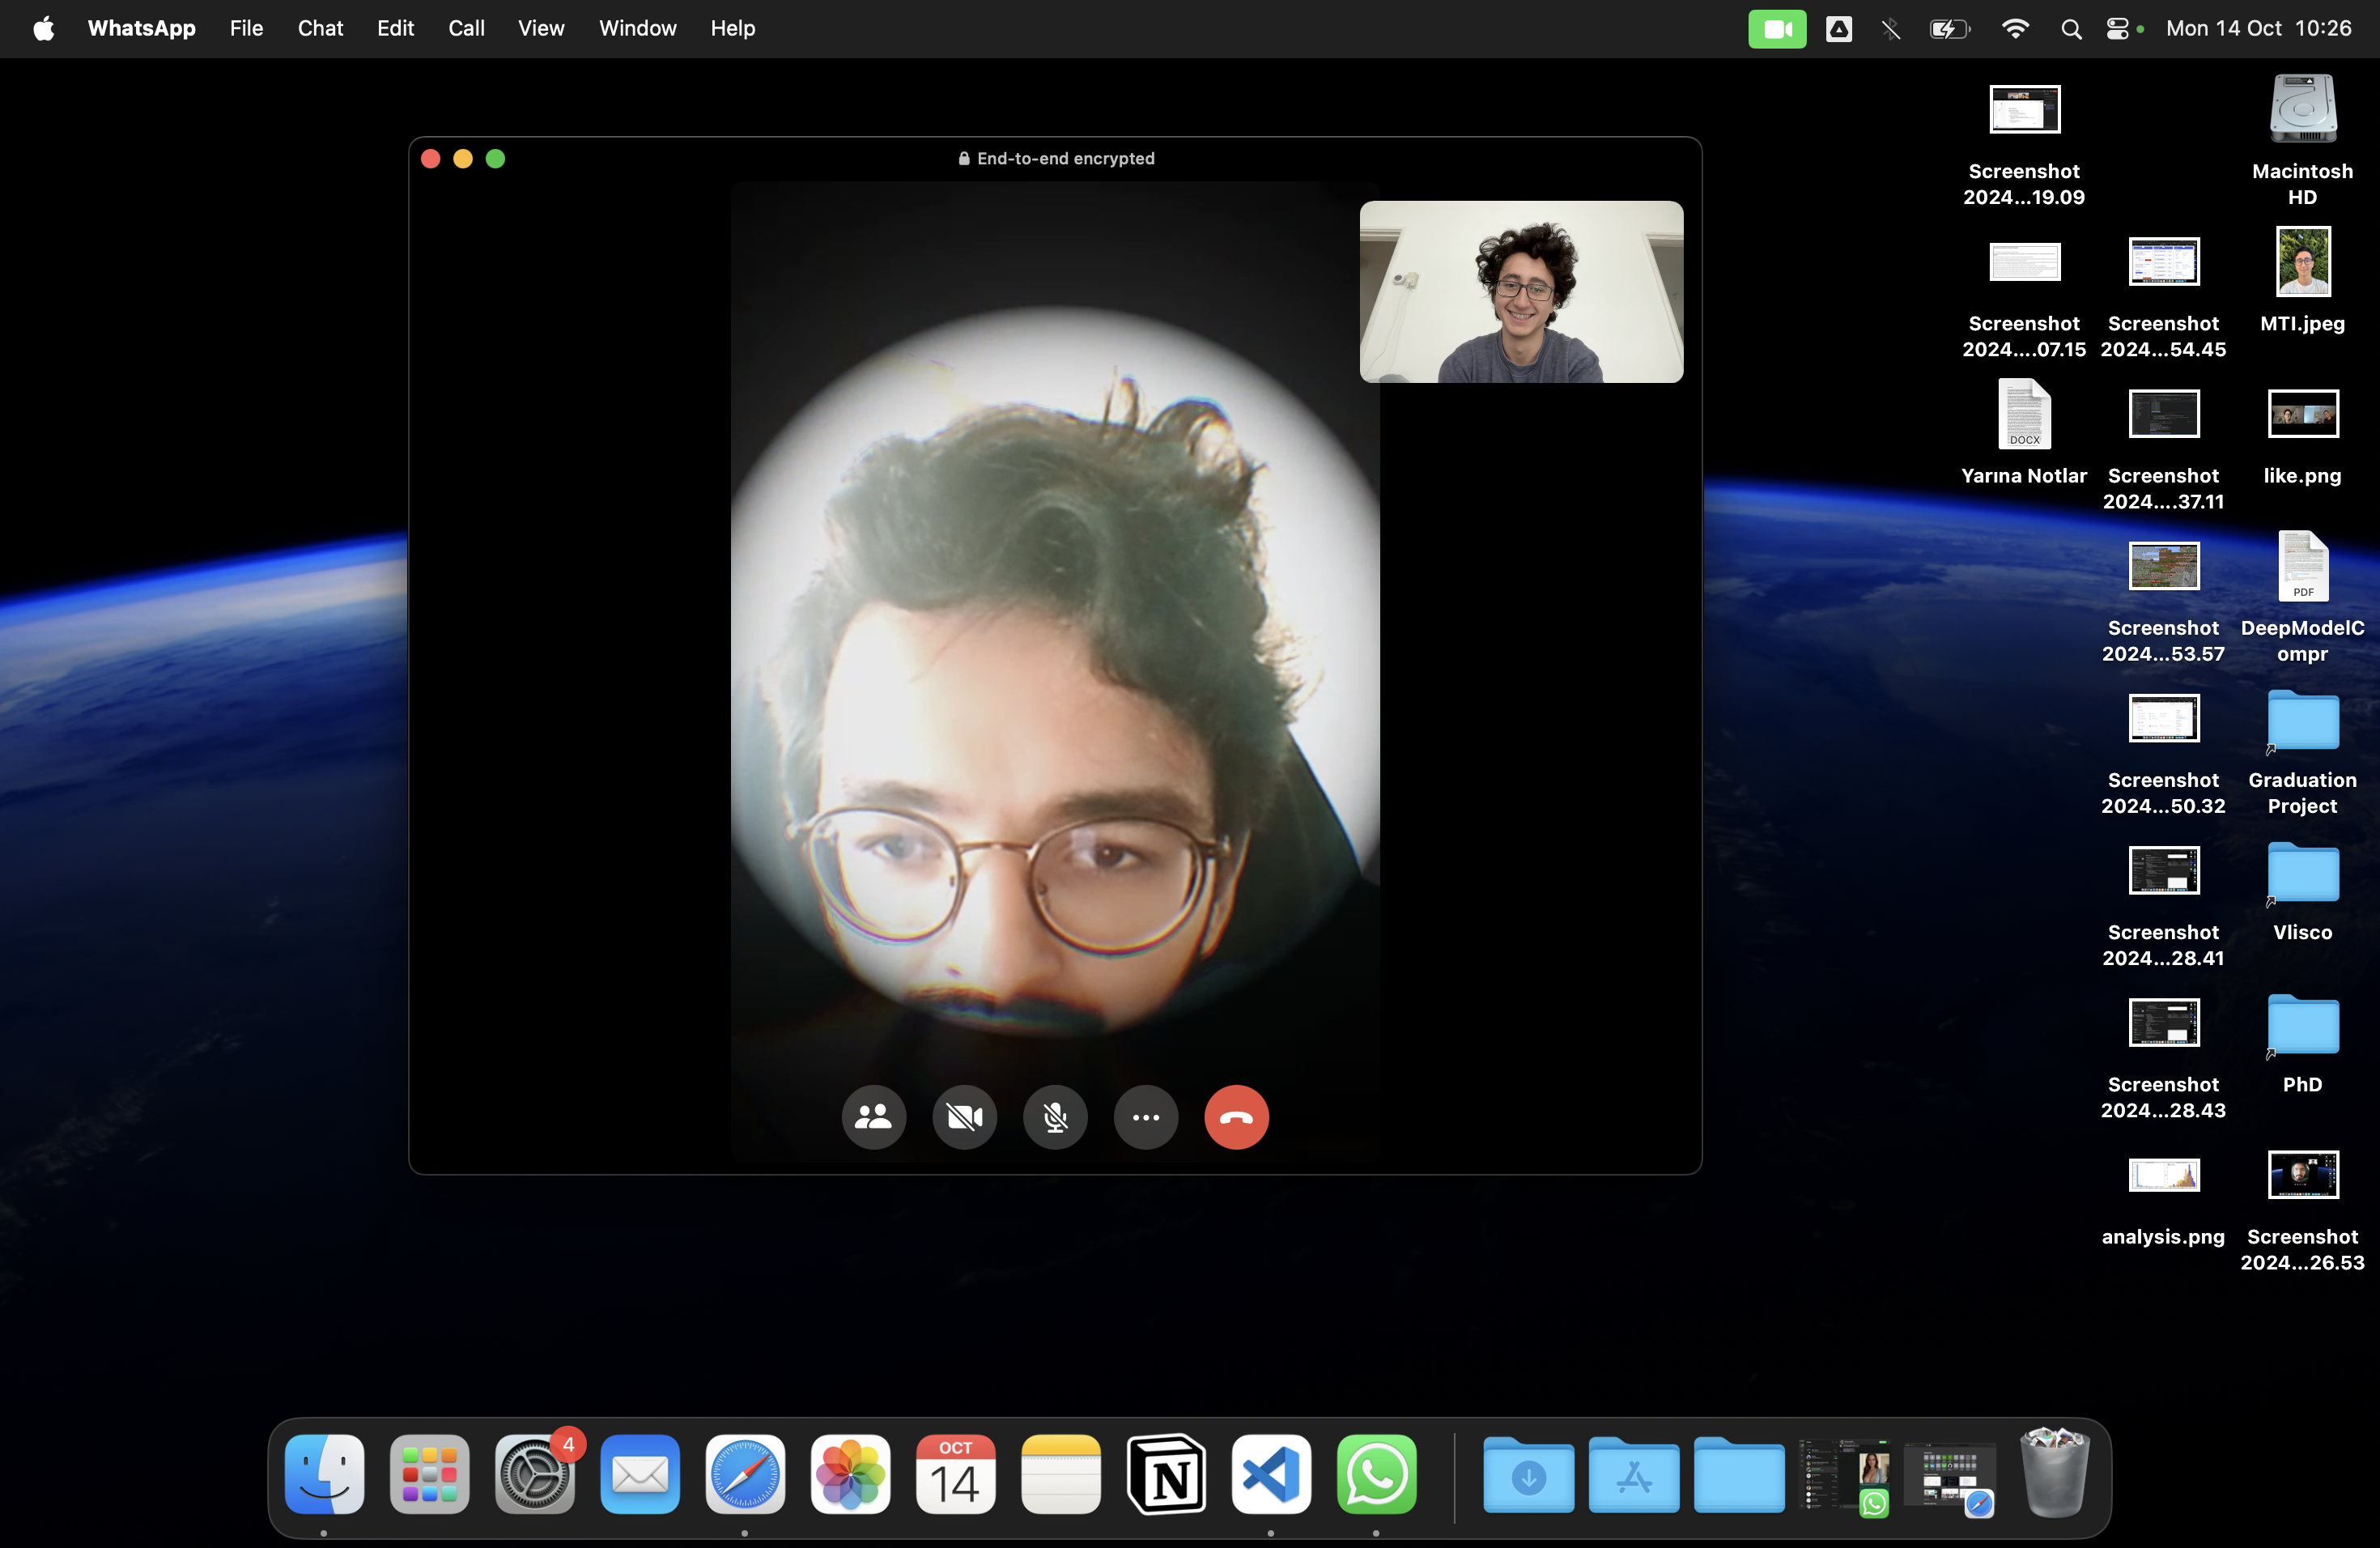 WhatsApp File Chat Edit Call View Window Help Mon 14 Oct 10:26
End-to-end encrypted
Screenshot
2024...19.09
Macintosh
HD
Screenshot
2024....07.15
Screenshot
2024...54.45
MTI.jpeg
DOCX
Yarına Notlar
Screenshot
2024....37.11
like.png
Screenshot
2024...53.57
PDF
DeepModelC
ompr
Screenshot
2024...50.32
Graduation
Project
Screenshot
2024...28.41
Vlisco
Screenshot
2024...28.43
PhD
analysis.png
Screenshot
2024...26.53
4
OCT
14
N